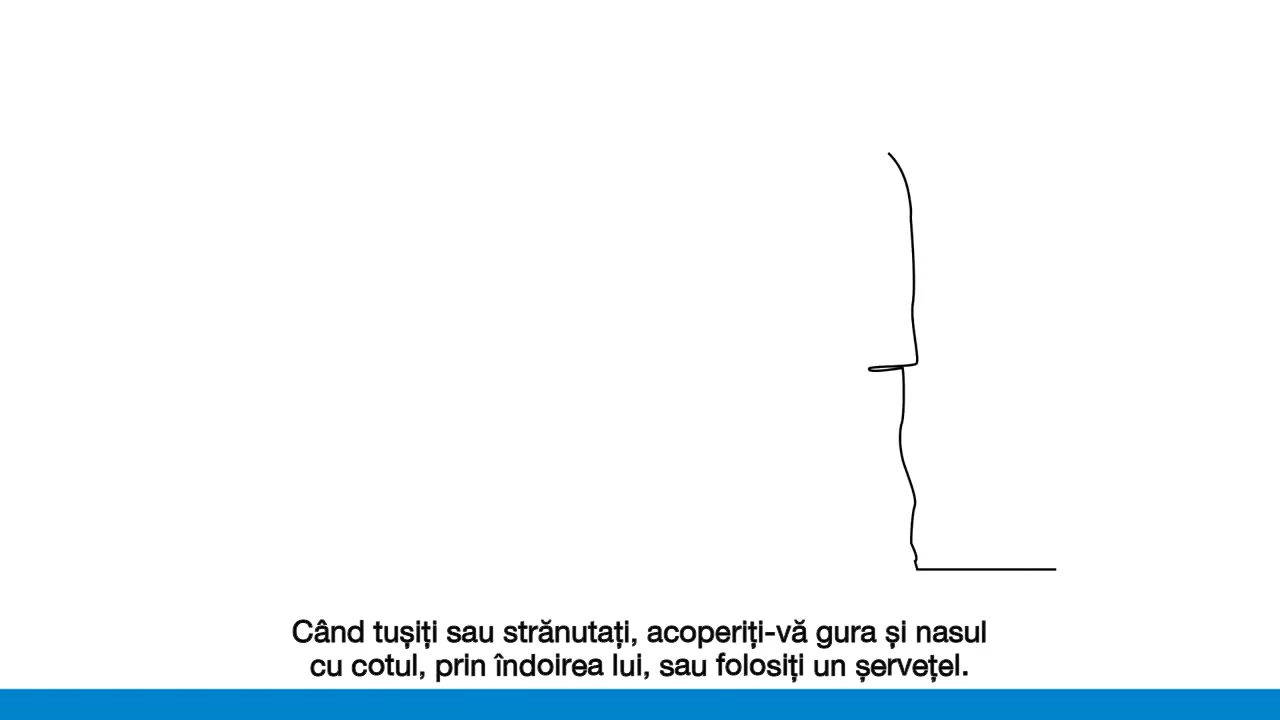 Când tușiți sau strănutați, acoperiți-vă gura și nasul
cu cotul, prin îndoirea lui, sau folosiți un șervețel.